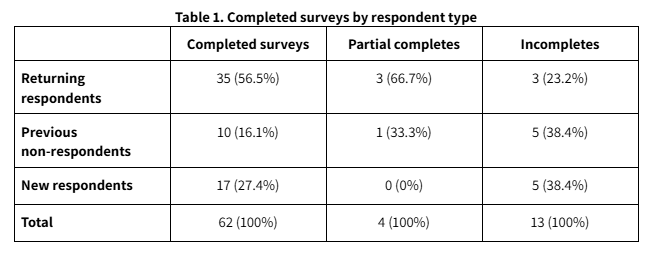 Table 1. Completed surveys by respondent type
Completed surveys Partial completes Incompletes
Returning respondents 35 (56.5%) 3 (66.7%) 3 (23.2%)
Previous non-respondents 10 (16.1%) 1 (33.3%) 5 (38.4%)
New respondents 17 (27.4%) 0 (0%) 5 (38.4%)
Total 62 (100%) 4 (100%) 13 (100%)